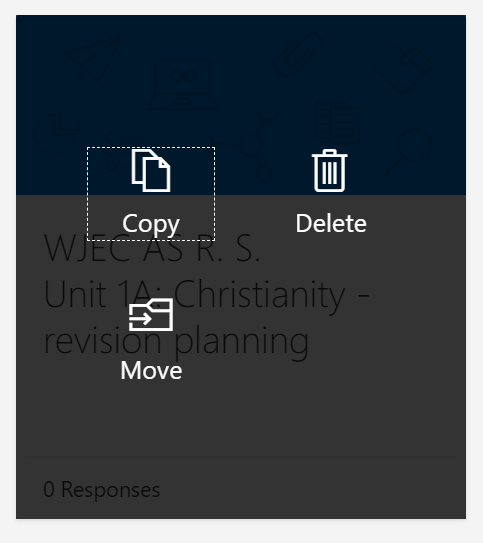 Copy
Delete
WJEC AS R. S.
Unit 1A: Christianity -
revision planning
Move
0 Responses